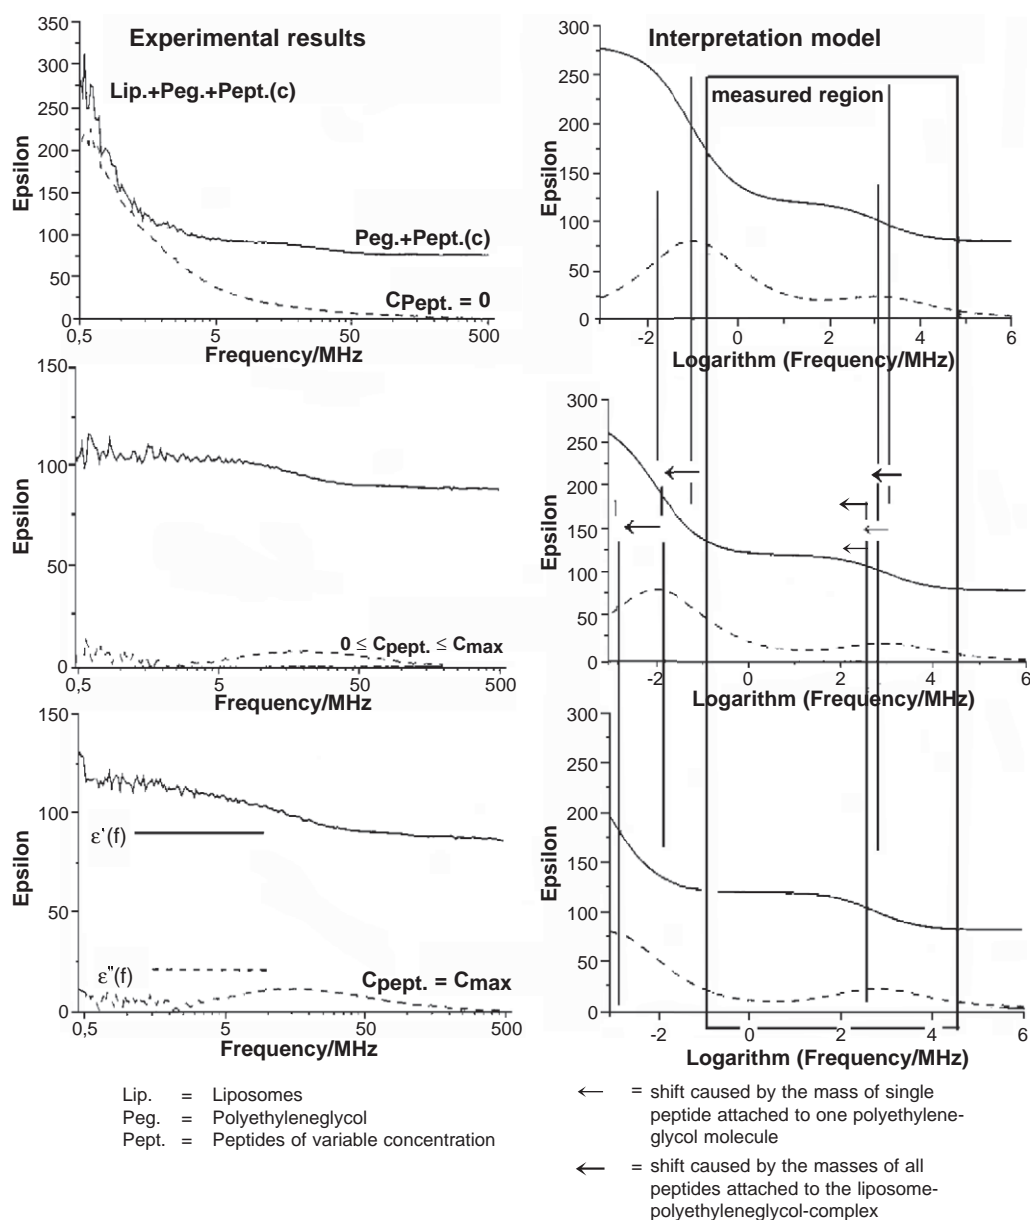 Experimental results
350
300
250
200
150
100
50
0
Epsilon
Lip.+Peg.+Pept.(c)
Peg.+Pept.(c)
CPept. = 0
0,5
5
50
500
Frequency/MHz
Interpretation model
300
250
200
150
100
50
0
Epsilon
measured region
-2
0
2
4
6
Logarithm (Frequency/MHz)
150
100
50
0
Epsilon
0 ≤ Cpept. ≤ Cmax
0,5
5
50
500
Frequency/MHz
300
250
200
150
100
50
0
Epsilon
-2
0
2
4
6
Logarithm (Frequency/MHz)
150
100
50
0
Epsilon
ε'(f)
ε"(f)
Cpept. = Cmax
0,5
5
50
500
Frequency/MHz
300
250
200
150
100
50
0
Epsilon
-2
0
2
4
6
Logarithm (Frequency/MHz)
Lip. = Liposomes
Peg. = Polyethyleneglycol
Pept. = Peptides of variable concentration
← = shift caused by the mass of single
peptide attached to one polyethylene-
glycol molecule
← = shift caused by the masses of all
peptides attached to the liposome-
polyethyleneglycol-complex